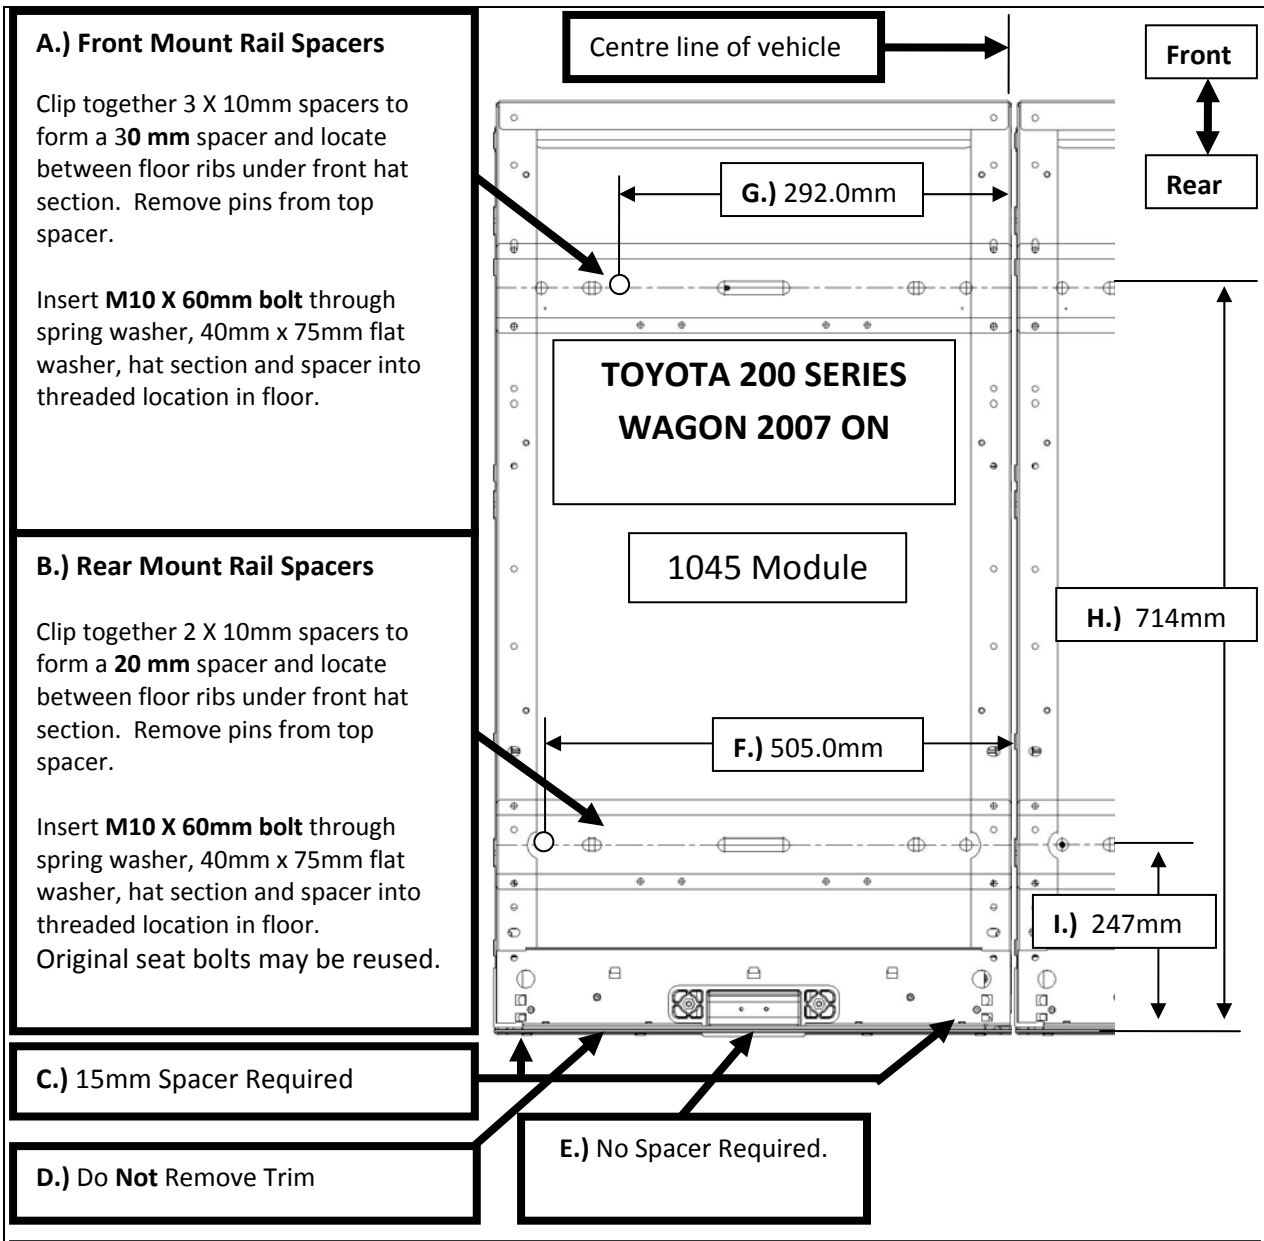 A.) Front Mount Rail Spacers
Clip together 3 X 10mm spacers to
form a 30 mm spacer and locate
between floor ribs under front hat
section.  Remove pins from top
spacer.
Insert M10 X 60mm bolt through
spring washer, 40mm x 75mm flat
washer, hat section and spacer into
threaded location in floor.
Centre line of vehicle
Front
Rear
G.) 292.0mm
TOYOTA 200 SERIES
WAGON 2007 ON
1045 Module
H.) 714mm
B.) Rear Mount Rail Spacers
Clip together 2 X 10mm spacers to
form a 20 mm spacer and locate
between floor ribs under front hat
section.  Remove pins from top
spacer.
Insert M10 X 60mm bolt through
spring washer, 40mm x 75mm flat
washer, hat section and spacer into
threaded location in floor.
Original seat bolts may be reused.
F.) 505.0mm
I.) 247mm
C.) 15mm Spacer Required
D.) Do Not Remove Trim
E.) No Spacer Required.